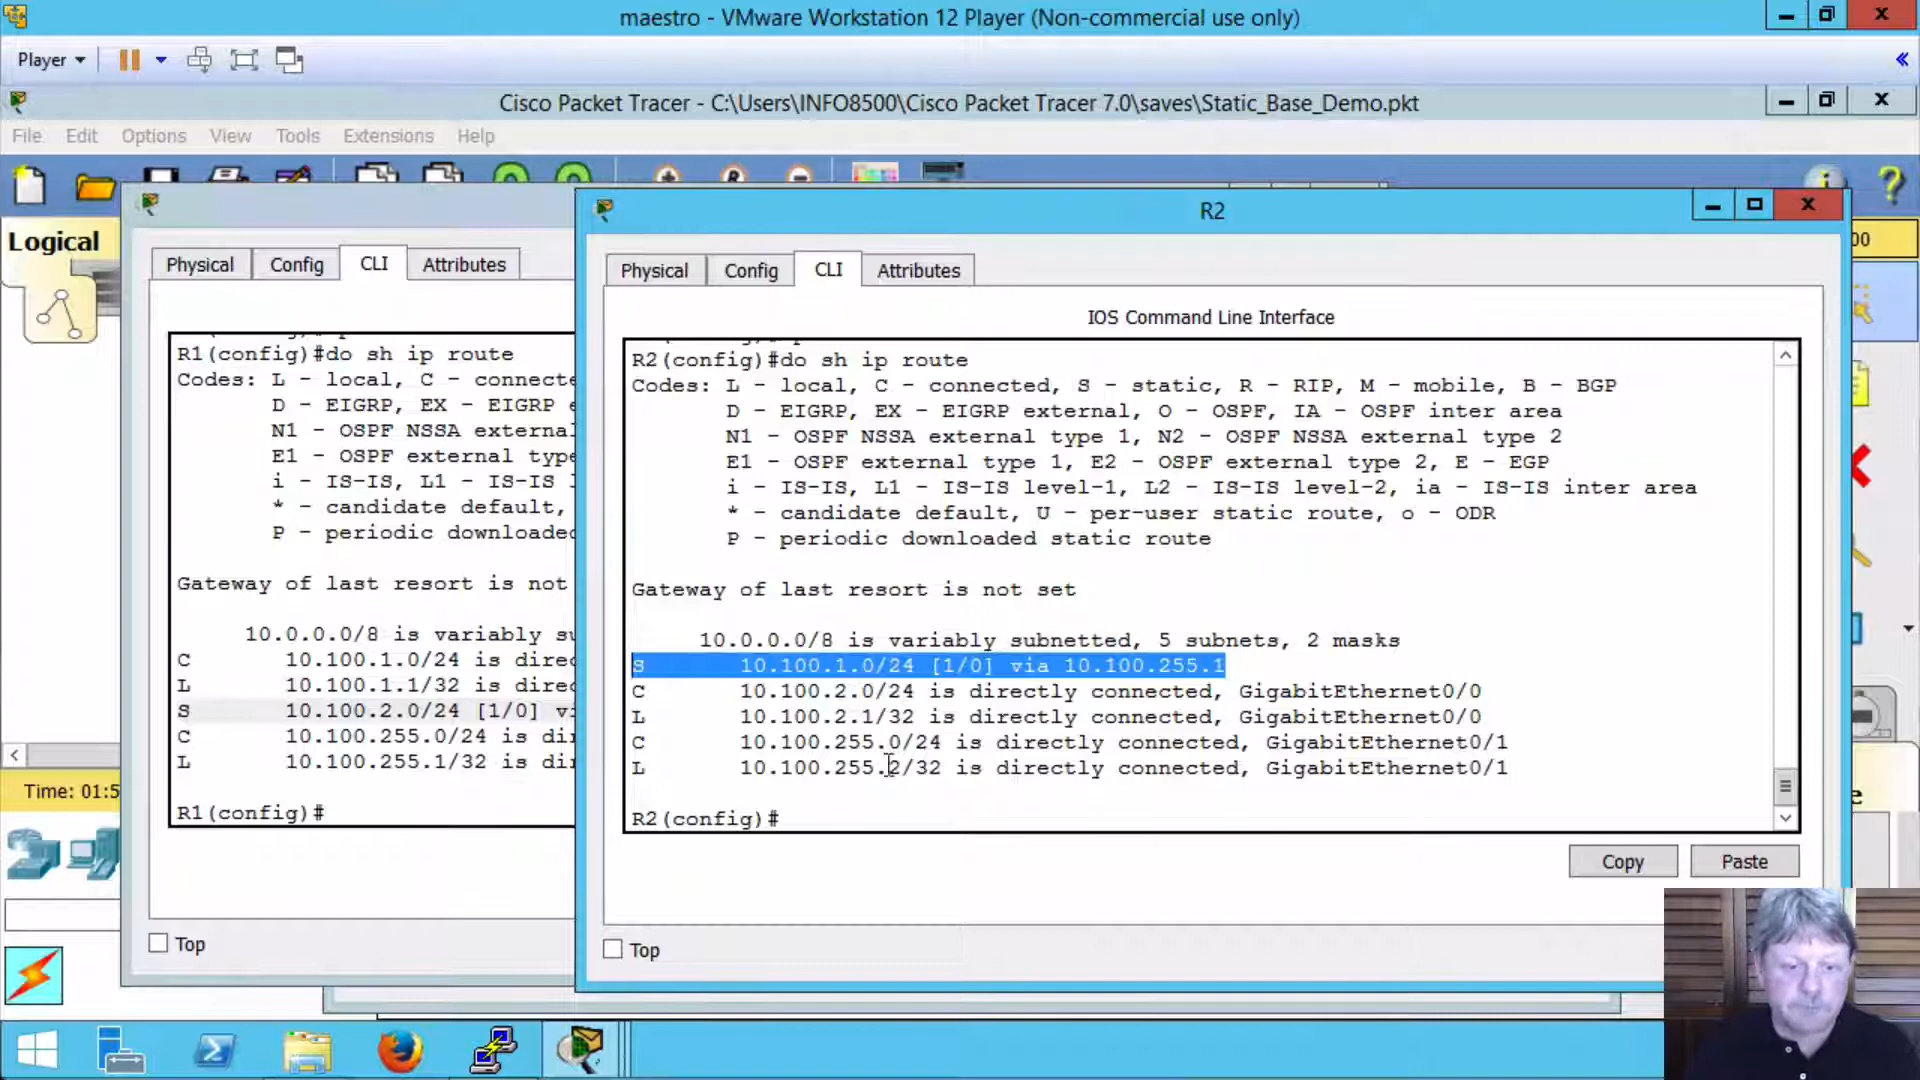 maestro - VMware Workstation 12 Player (Non-commercial use only)
Player
Cisco Packet Tracer - C:\Users\INFO8500\Cisco Packet Tracer 7.0\saves\Static_Base_Demo.pkt
File Edit Options View Tools Extensions Help
Logical
Physical Config CLI Attributes
R1(config)#do sh ip route
Codes: L - local, C - connecte
D - EIGRP, EX - EIGRP e
N1 - OSPF NSSA external
E1 - OSPF external type
i - IS-IS, L1 - IS-IS l
* - candidate default,
P - periodic downloaded
Gateway of last resort is not
10.0.0.0/8 is variably su
C 10.100.1.0/24 is direc
L 10.100.1.1/32 is direc
S 10.100.2.0/24 [1/0] vi
C 10.100.255.0/24 is dir
L 10.100.255.1/32 is dir
R1(config)#
Top
Time: 01:5
R2
Physical Config CLI Attributes
IOS Command Line Interface
R2(config)#do sh ip route
Codes: L - local, C - connected, S - static, R - RIP, M - mobile, B - BGP
D - EIGRP, EX - EIGRP external, O - OSPF, IA - OSPF inter area
N1 - OSPF NSSA external type 1, N2 - OSPF NSSA external type 2
E1 - OSPF external type 1, E2 - OSPF external type 2, E - EGP
i - IS-IS, L1 - IS-IS level-1, L2 - IS-IS level-2, ia - IS-IS inter area
* - candidate default, U - per-user static route, o - ODR
P - periodic downloaded static route
Gateway of last resort is not set
10.0.0.0/8 is variably subnetted, 5 subnets, 2 masks
S 10.100.1.0/24 [1/0] via 10.100.255.1
C 10.100.2.0/24 is directly connected, GigabitEthernet0/0
L 10.100.2.1/32 is directly connected, GigabitEthernet0/0
C 10.100.255.0/24 is directly connected, GigabitEthernet0/1
L 10.100.255.2/32 is directly connected, GigabitEthernet0/1
R2(config)#
Copy Paste
Top
00